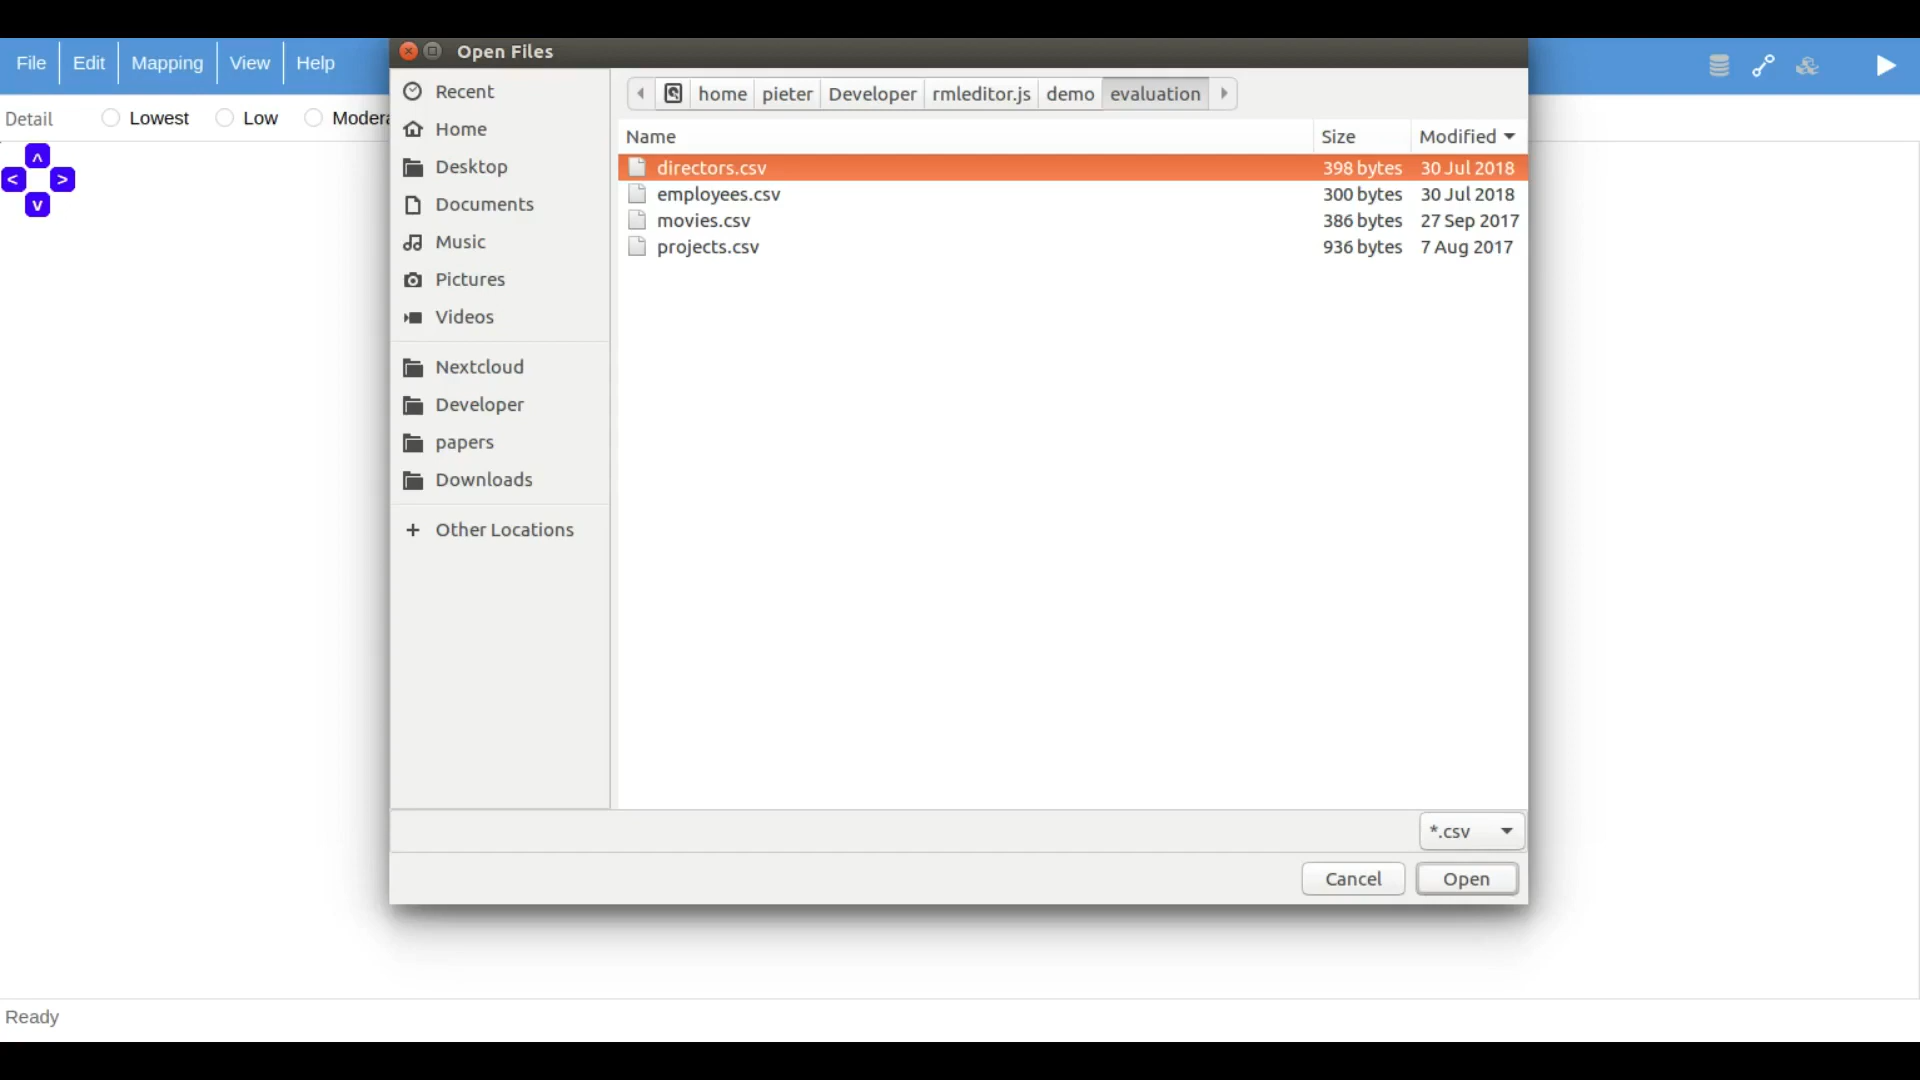 Open Files
File Edit Mapping View Help
Detail Lowest Low Modera
^
< >
v
Recent
Home
Desktop
Documents
Music
Pictures
Videos
Nextcloud
Developer
papers
Downloads
+ Other Locations
home pieter Developer rmleditor.js demo evaluation
Name Size Modified
directors.csv 398 bytes 30 Jul 2018
employees.csv 300 bytes 30 Jul 2018
movies.csv 386 bytes 27 Sep 2017
projects.csv 936 bytes 7 Aug 2017
*.csv
Cancel Open
Ready